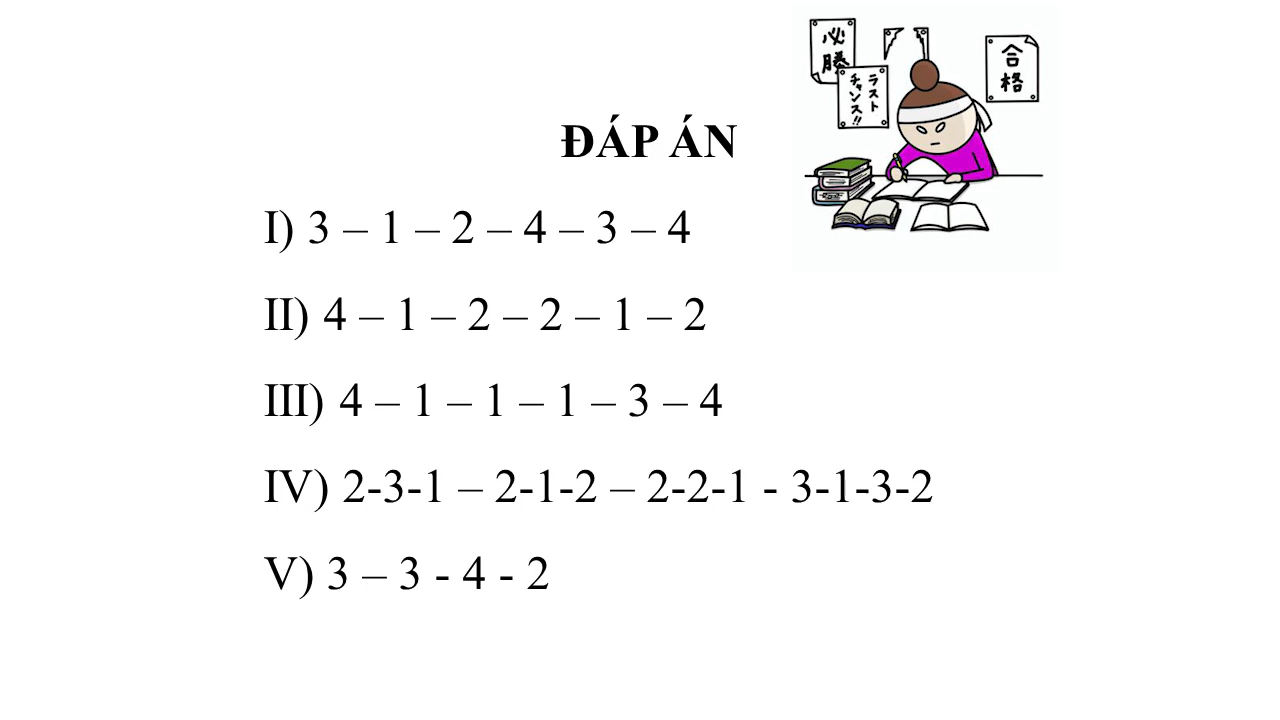 ĐÁP ÁN
必勝
ラスト
チャンス!!
合格
I) 3 – 1 – 2 – 4 – 3 – 4
II) 4 – 1 – 2 – 2 – 1 – 2
III) 4 – 1 – 1 – 1 – 3 – 4
IV) 2-3-1 – 2-1-2 – 2-2-1 - 3-1-3-2
V) 3 – 3 - 4 - 2